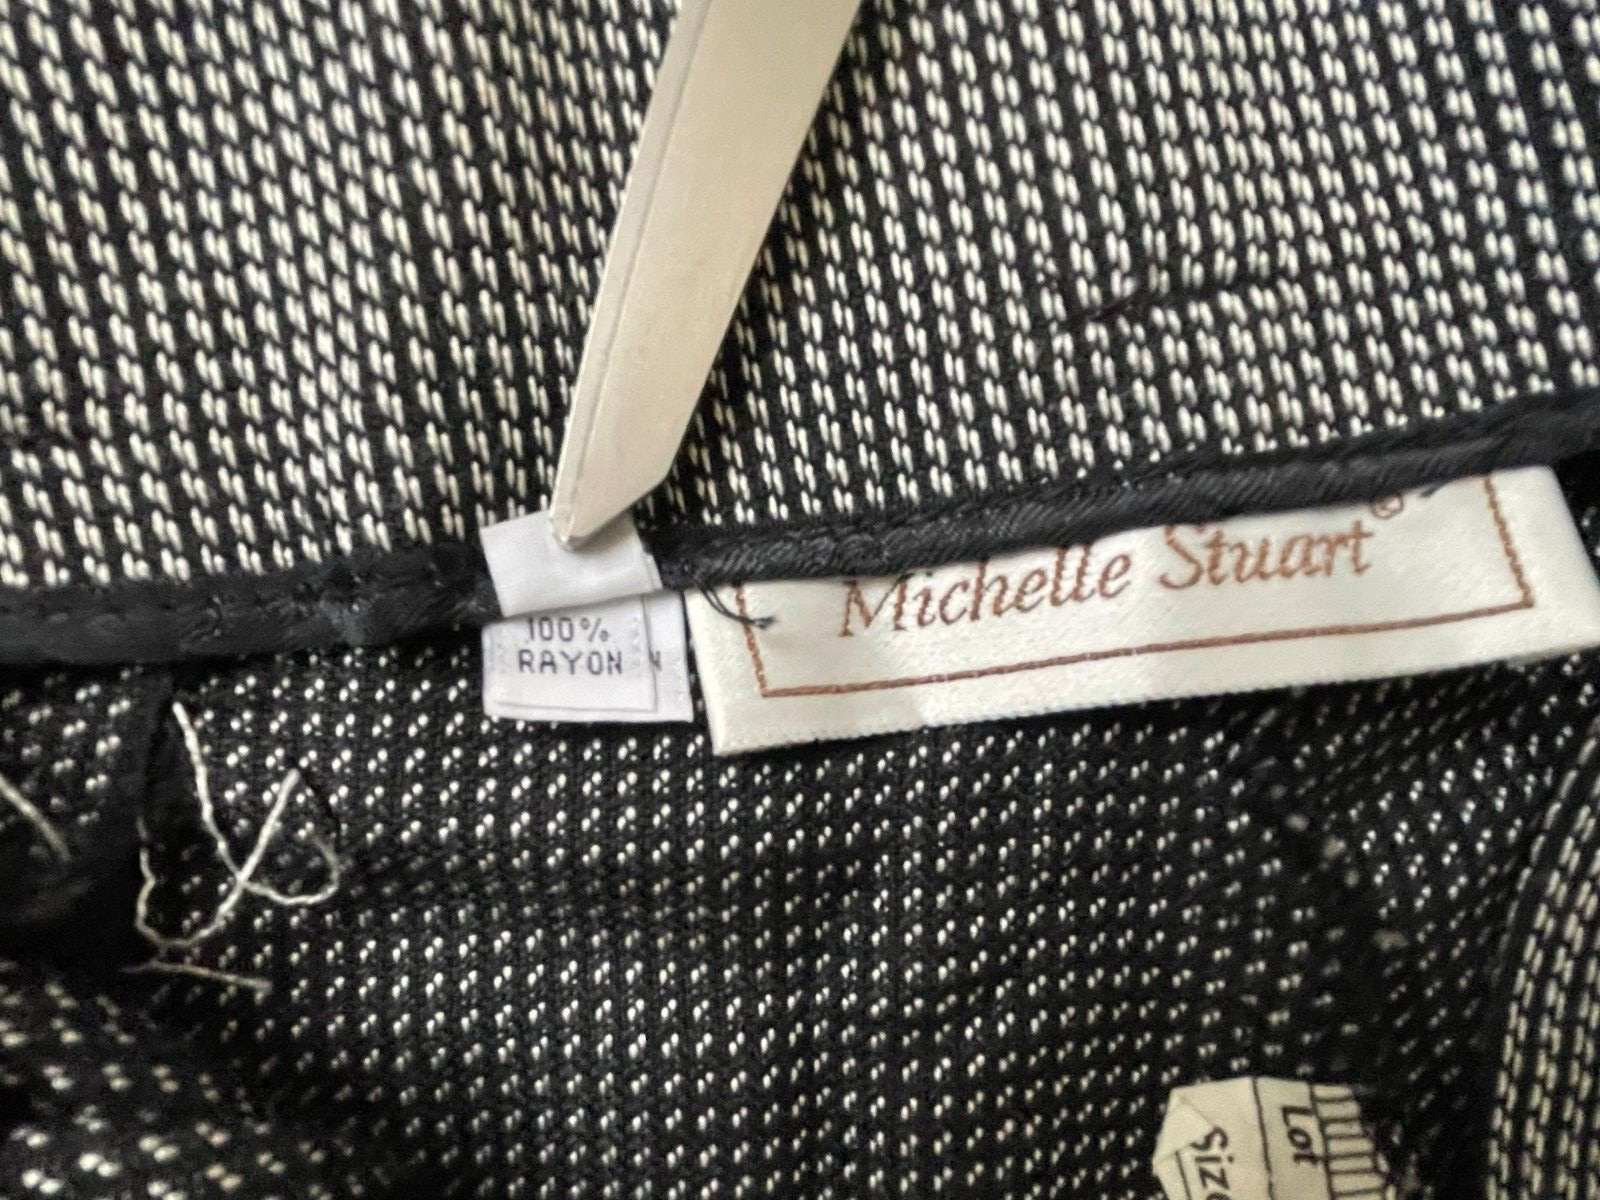 100%
RAYON N
Michelle Stuart®
Lot
Size